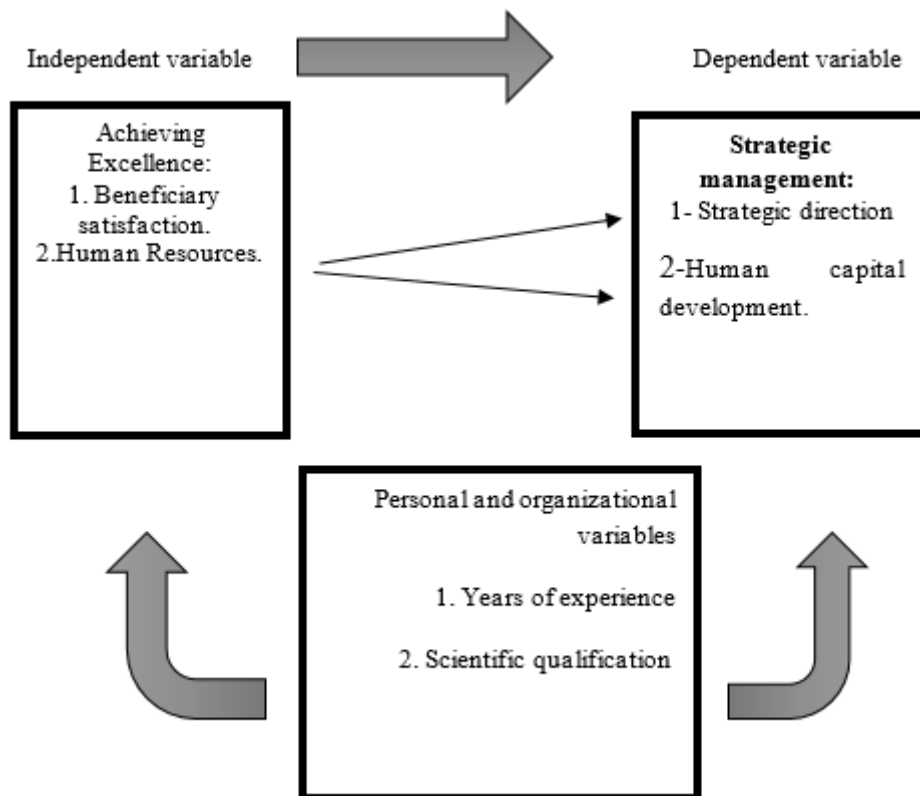 Independent variable
Dependent variable
Achieving
Excellence:
1. Beneficiary
satisfaction.
2.Human Resources.
Strategic
management:
1- Strategic direction
2-Human capital
development.
Personal and organizational
variables
1. Years of experience
2. Scientific qualification